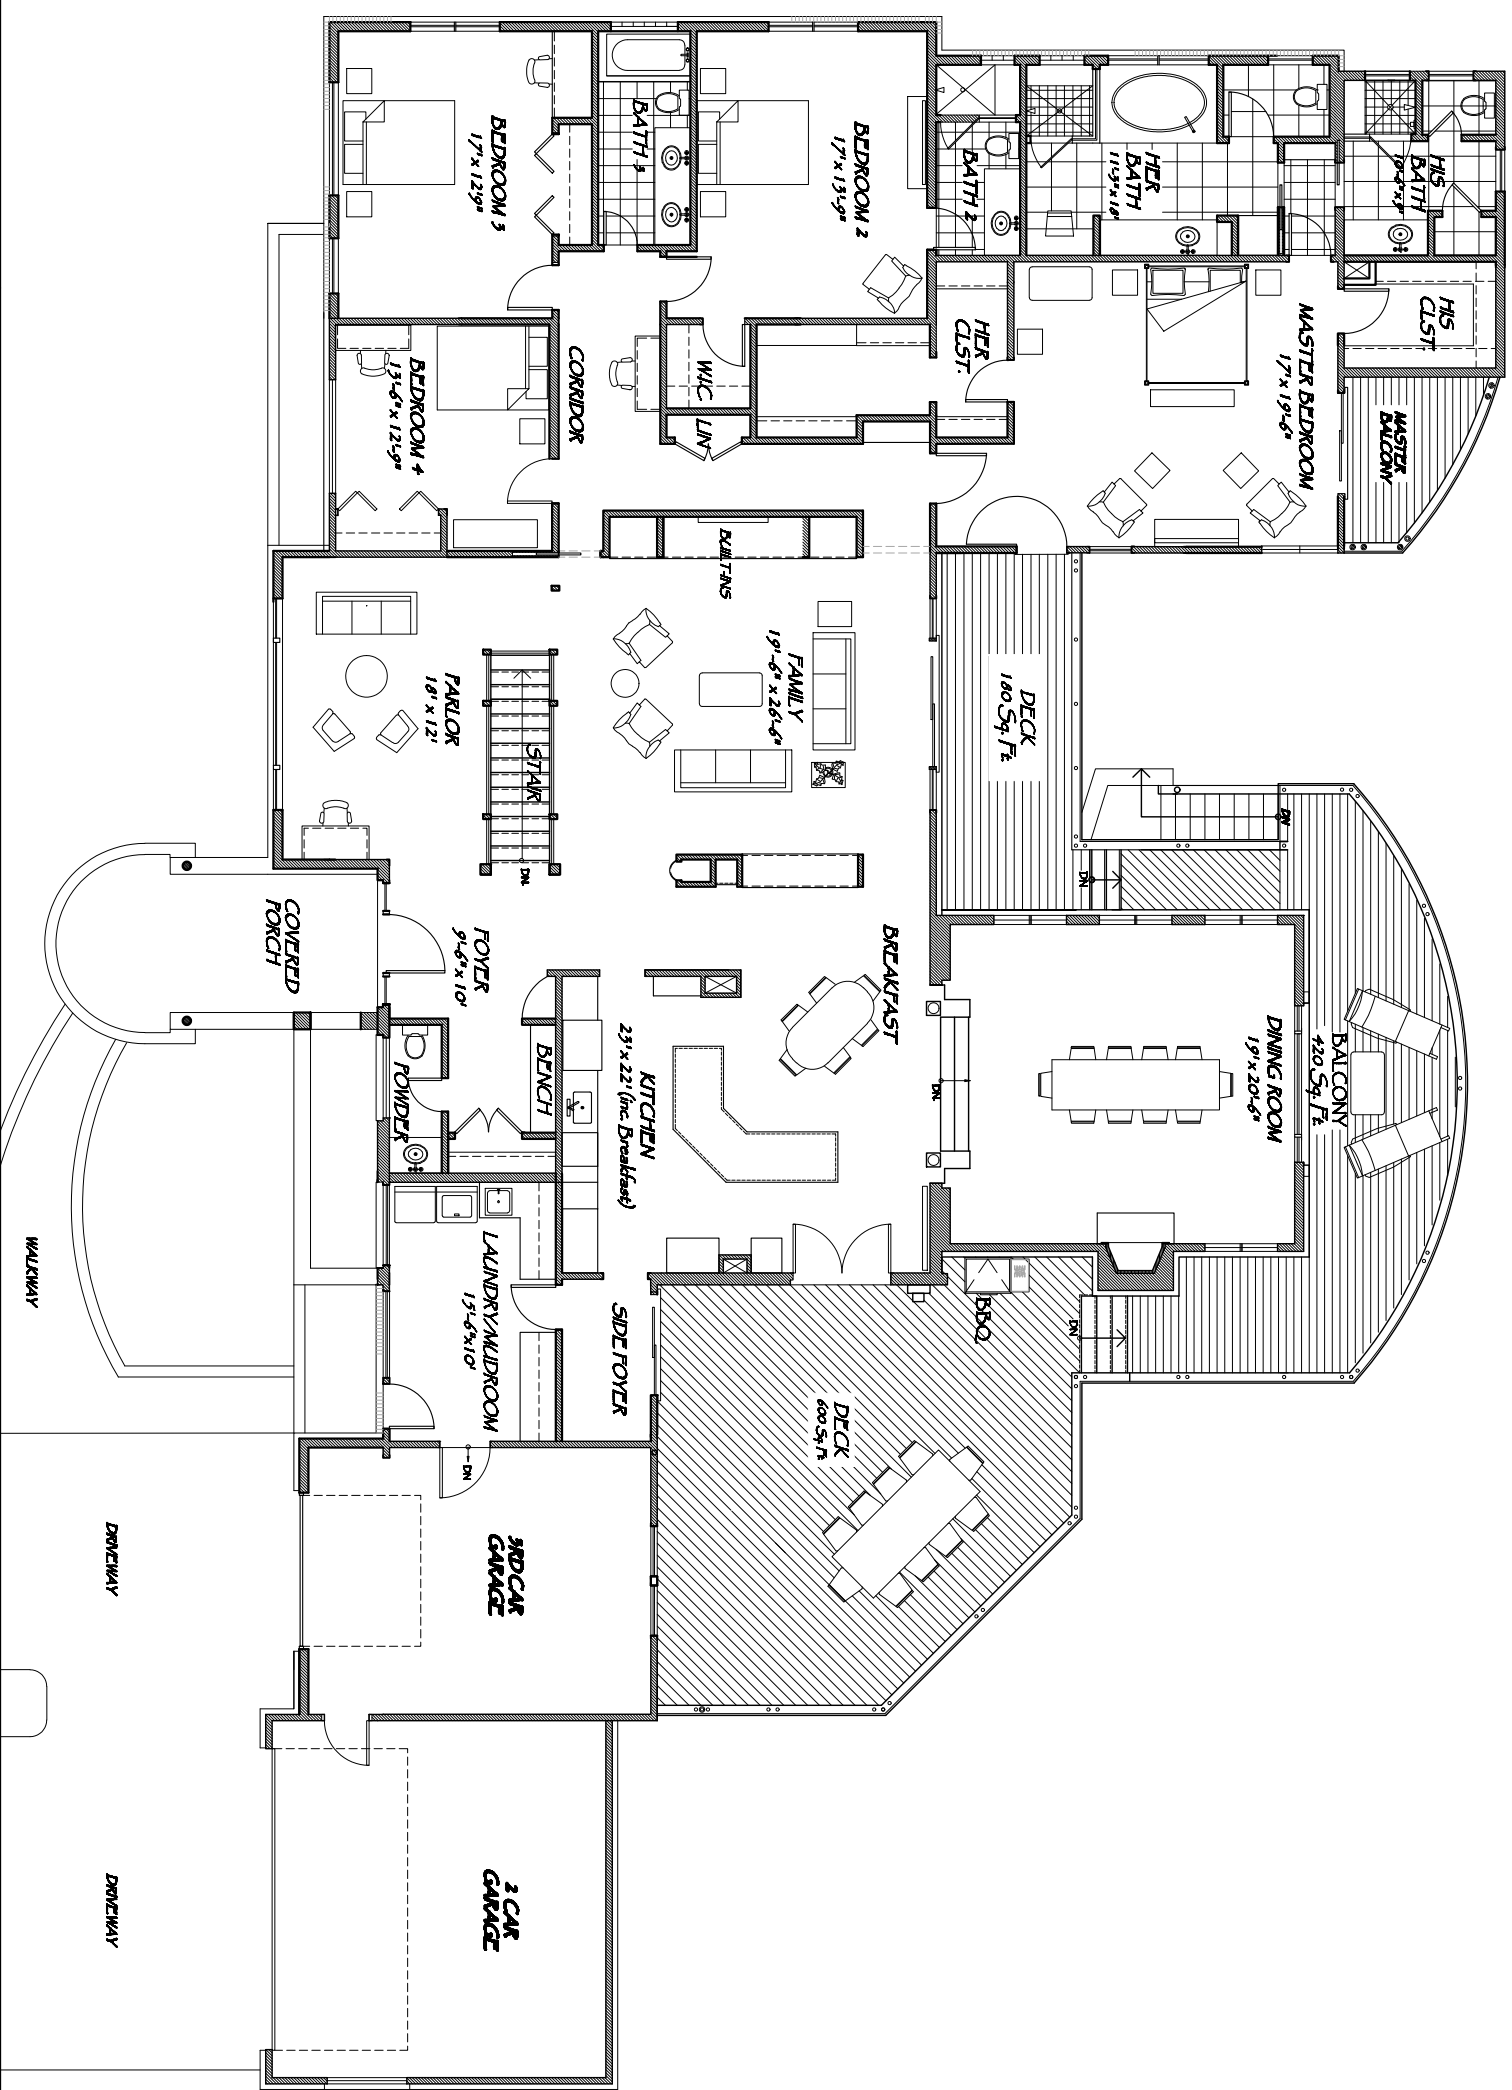 HIS
CLST.
HIS
BATH
MASTER
BALCONY
MASTER BEDROOM
17' x 19'-6"
HER
BATH
11'-3" x 18'
BATH 2
HER
CLST.
BEDROOM 2
17' x 13'-9"
W.I.C.
LIN
BATH 3
CORRIDOR
BEDROOM 3
17' x 12'9"
BEDROOM 4
13'-6" x 12'-9"
BALCONY
420 Sq. Ft.
DINING ROOM
19' x 20'-6"
DN
DN
DN
DECK
180 Sq. Ft.
DN.
BUILT-INS
FAMILY
19'-6" x 26'-6"
BREAKFAST
BBQ
DECK
600 Sq. Ft
STAIR
DN.
PARLOR
18' x 12'
KITCHEN
23' x 22' (inc. Breakfast)
SIDE FOYER
FOYER
9'-6" x 10'
BENCH
POWDER
LAUNDRY/MUDROOM
15'-6"x10'
DN
COVERED
PORCH
3RD CAR
GARAGE
2 CAR
GARAGE
WALKWAY
DRIVEWAY
DRIVEWAY